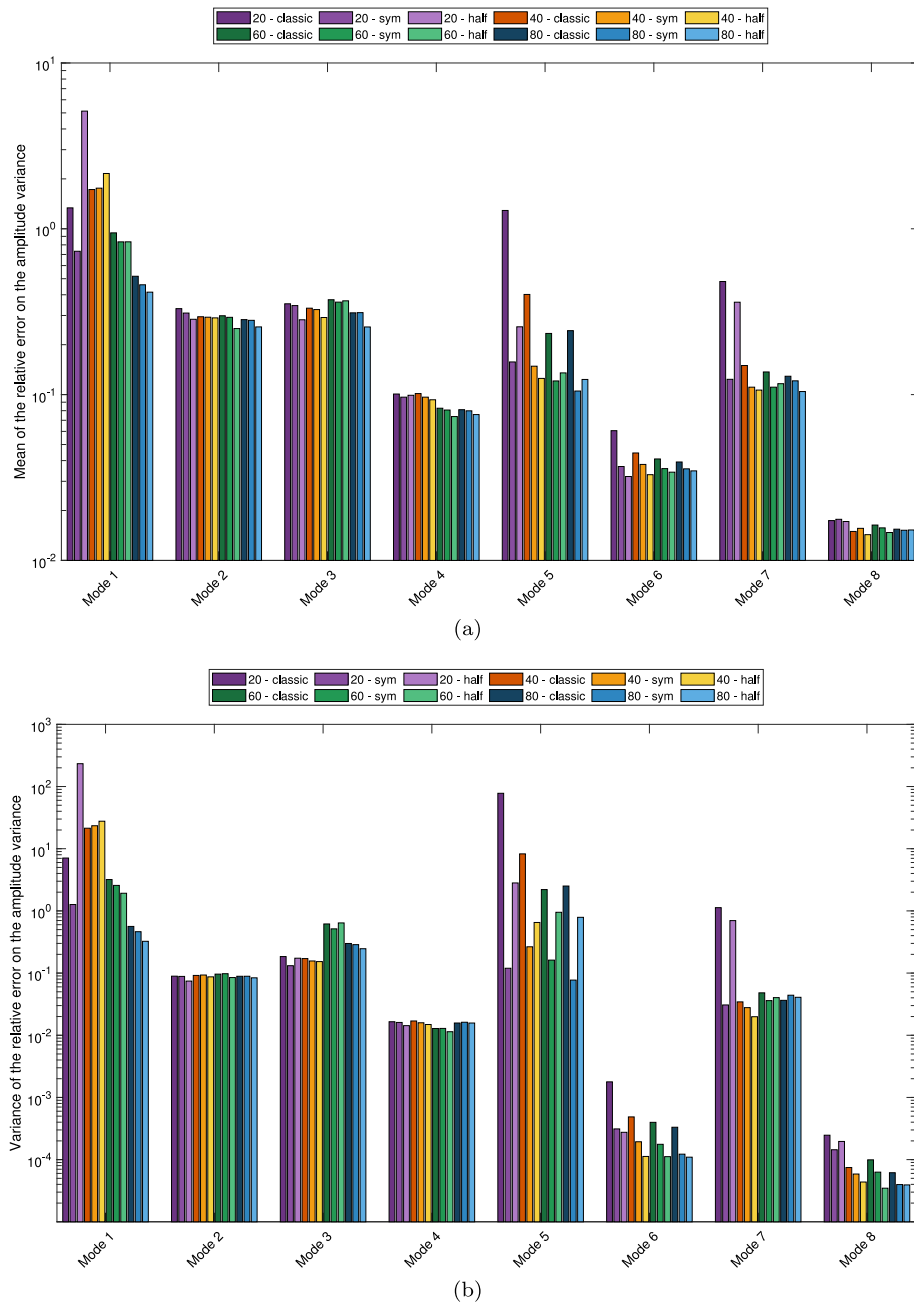 20 - classic 20 - sym 20 - half 40 - classic 40 - sym 40 - half
60 - classic 60 - sym 60 - half 80 - classic 80 - sym 80 - half
Mean of the relative error on the amplitude variance
10^1
10^0
10^-1
10^-2
Mode 1 Mode 2 Mode 3 Mode 4 Mode 5 Mode 6 Mode 7 Mode 8
(a)
20 - classic 20 - sym 20 - half 40 - classic 40 - sym 40 - half
60 - classic 60 - sym 60 - half 80 - classic 80 - sym 80 - half
Variance of the relative error on the amplitude variance
10^3
10^2
10^1
10^0
10^-1
10^-2
10^-3
10^-4
Mode 1 Mode 2 Mode 3 Mode 4 Mode 5 Mode 6 Mode 7 Mode 8
(b)